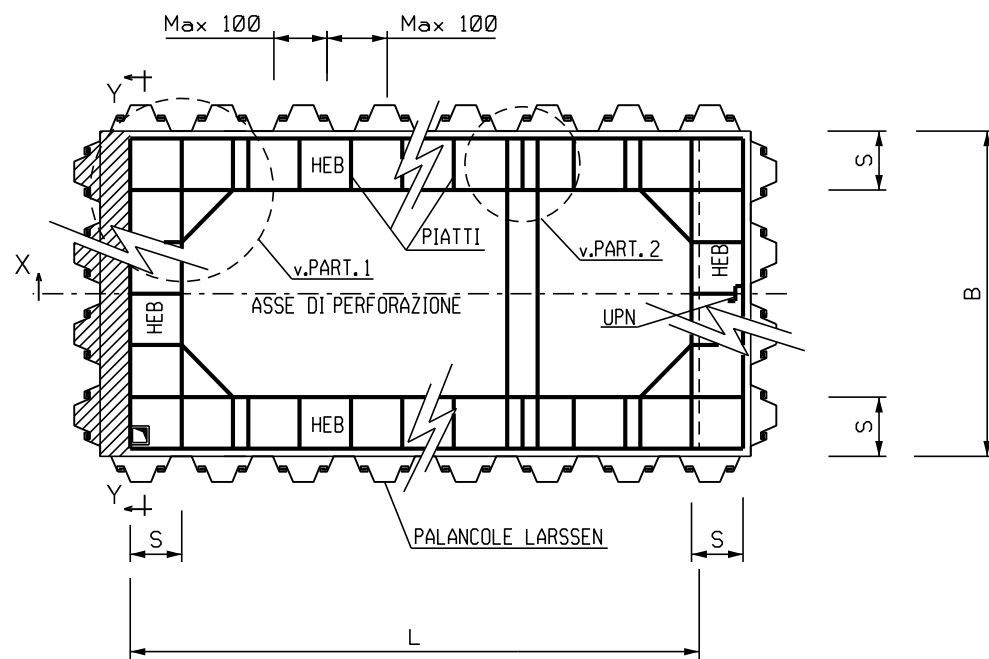 Max 100
Max 100
Y
HEB
S
PIATTI
v.PART.1
v.PART.2
X
HEB
ASSE DI PERFORAZIONE
B
HEB
UPN
HEB
S
Y
S
PALANCOLE LARSSEN
S
L